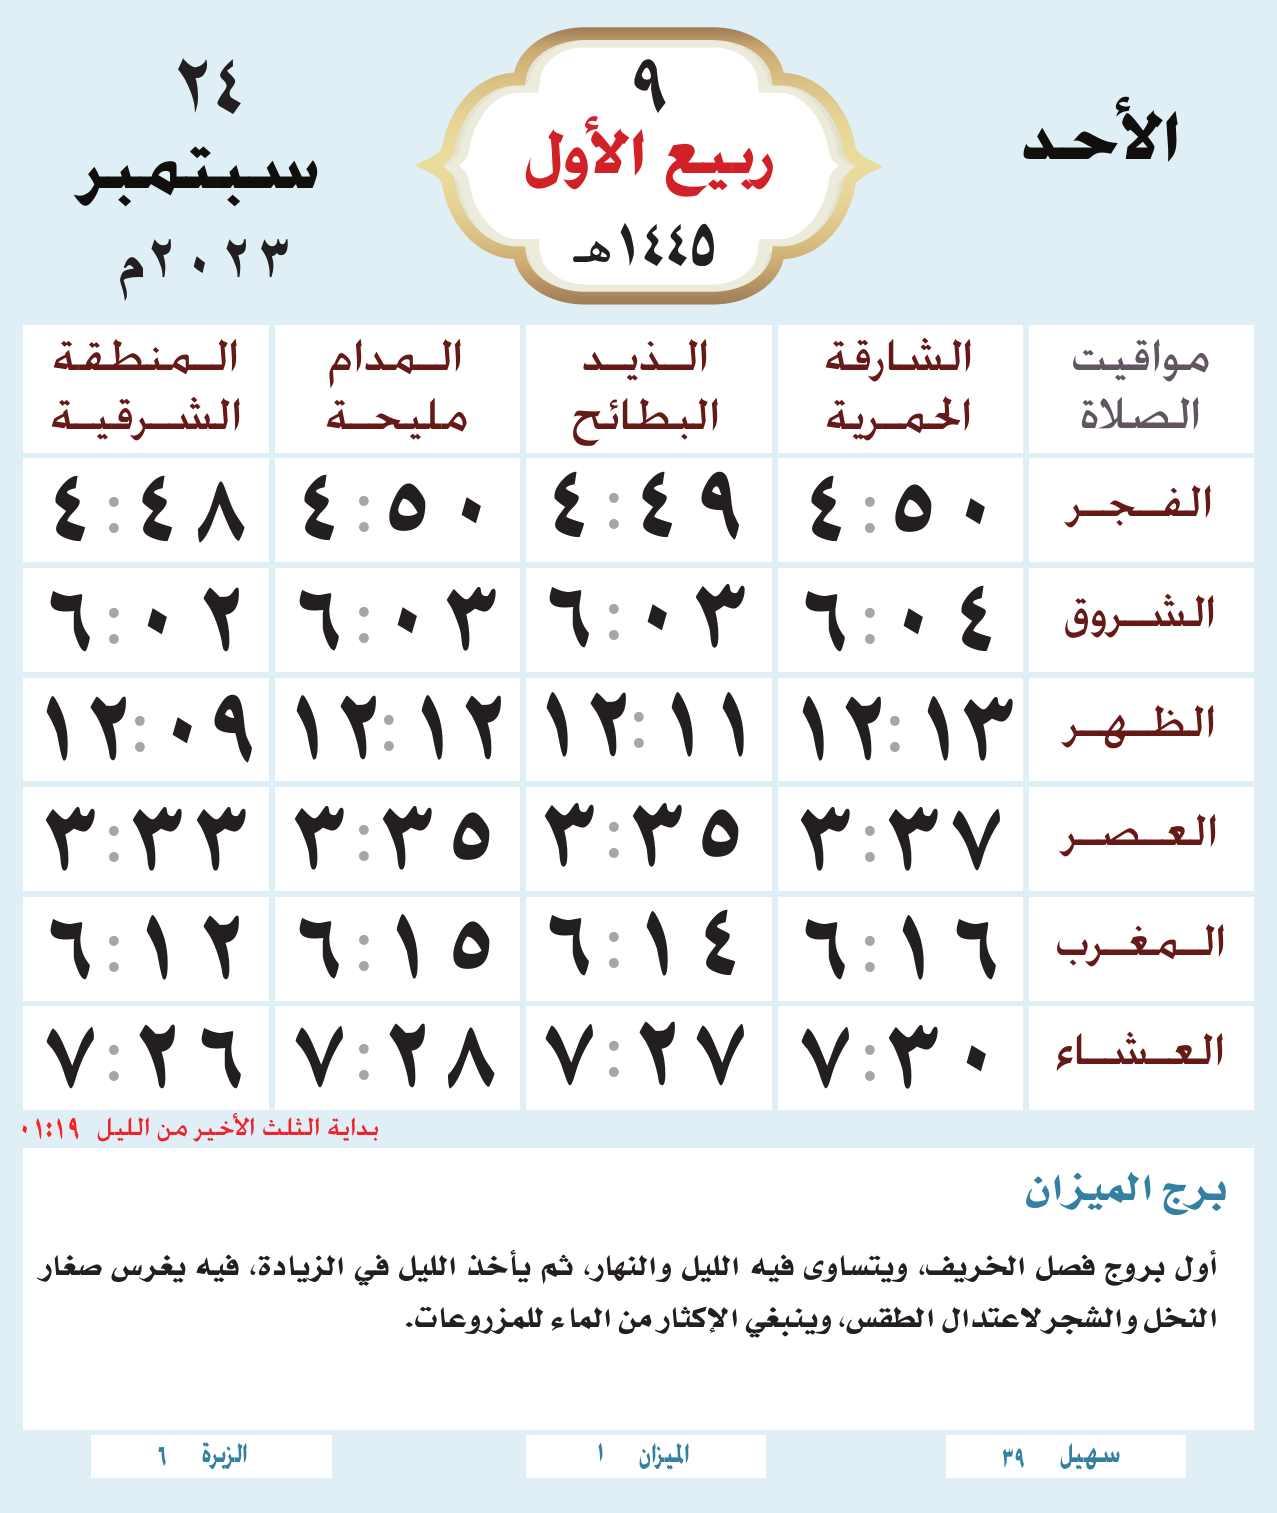 الأحد
٩
ربيع الأول
١٤٤٥هـ
٢٤
سبتمبر
٢٠٢٣م
مواقيت الصلاة
الشارقة الحمرية
الذيد البطائح
المدام مليحة
المنطقة الشرقية
الفجر ٤:٥٠ ٤:٤٩ ٤:٥٠ ٤:٤٨
الشروق ٦:٠٤ ٦:٠٣ ٦:٠٣ ٦:٠٢
الظهر ١٢:١٣ ١٢:١١ ١٢:١٢ ١٢:٠٩
العصر ٣:٣٧ ٣:٣٥ ٣:٣٥ ٣:٣٣
المغرب ٦:١٦ ٦:١٤ ٦:١٥ ٦:١٢
العشاء ٧:٣٠ ٧:٢٧ ٧:٢٨ ٧:٢٦
بداية الثلث الأخير من الليل ٠١:١٩
برج الميزان
أول بروج فصل الخريف، ويتساوى فيه الليل والنهار، ثم يأخذ الليل في الزيادة، فيه يغرس صغار
النخل والشجر لاعتدال الطقس، وينبغي الإكثار من الماء للمزروعات.
سهيل ٣٩
الميزان ١
الزبرة ٦